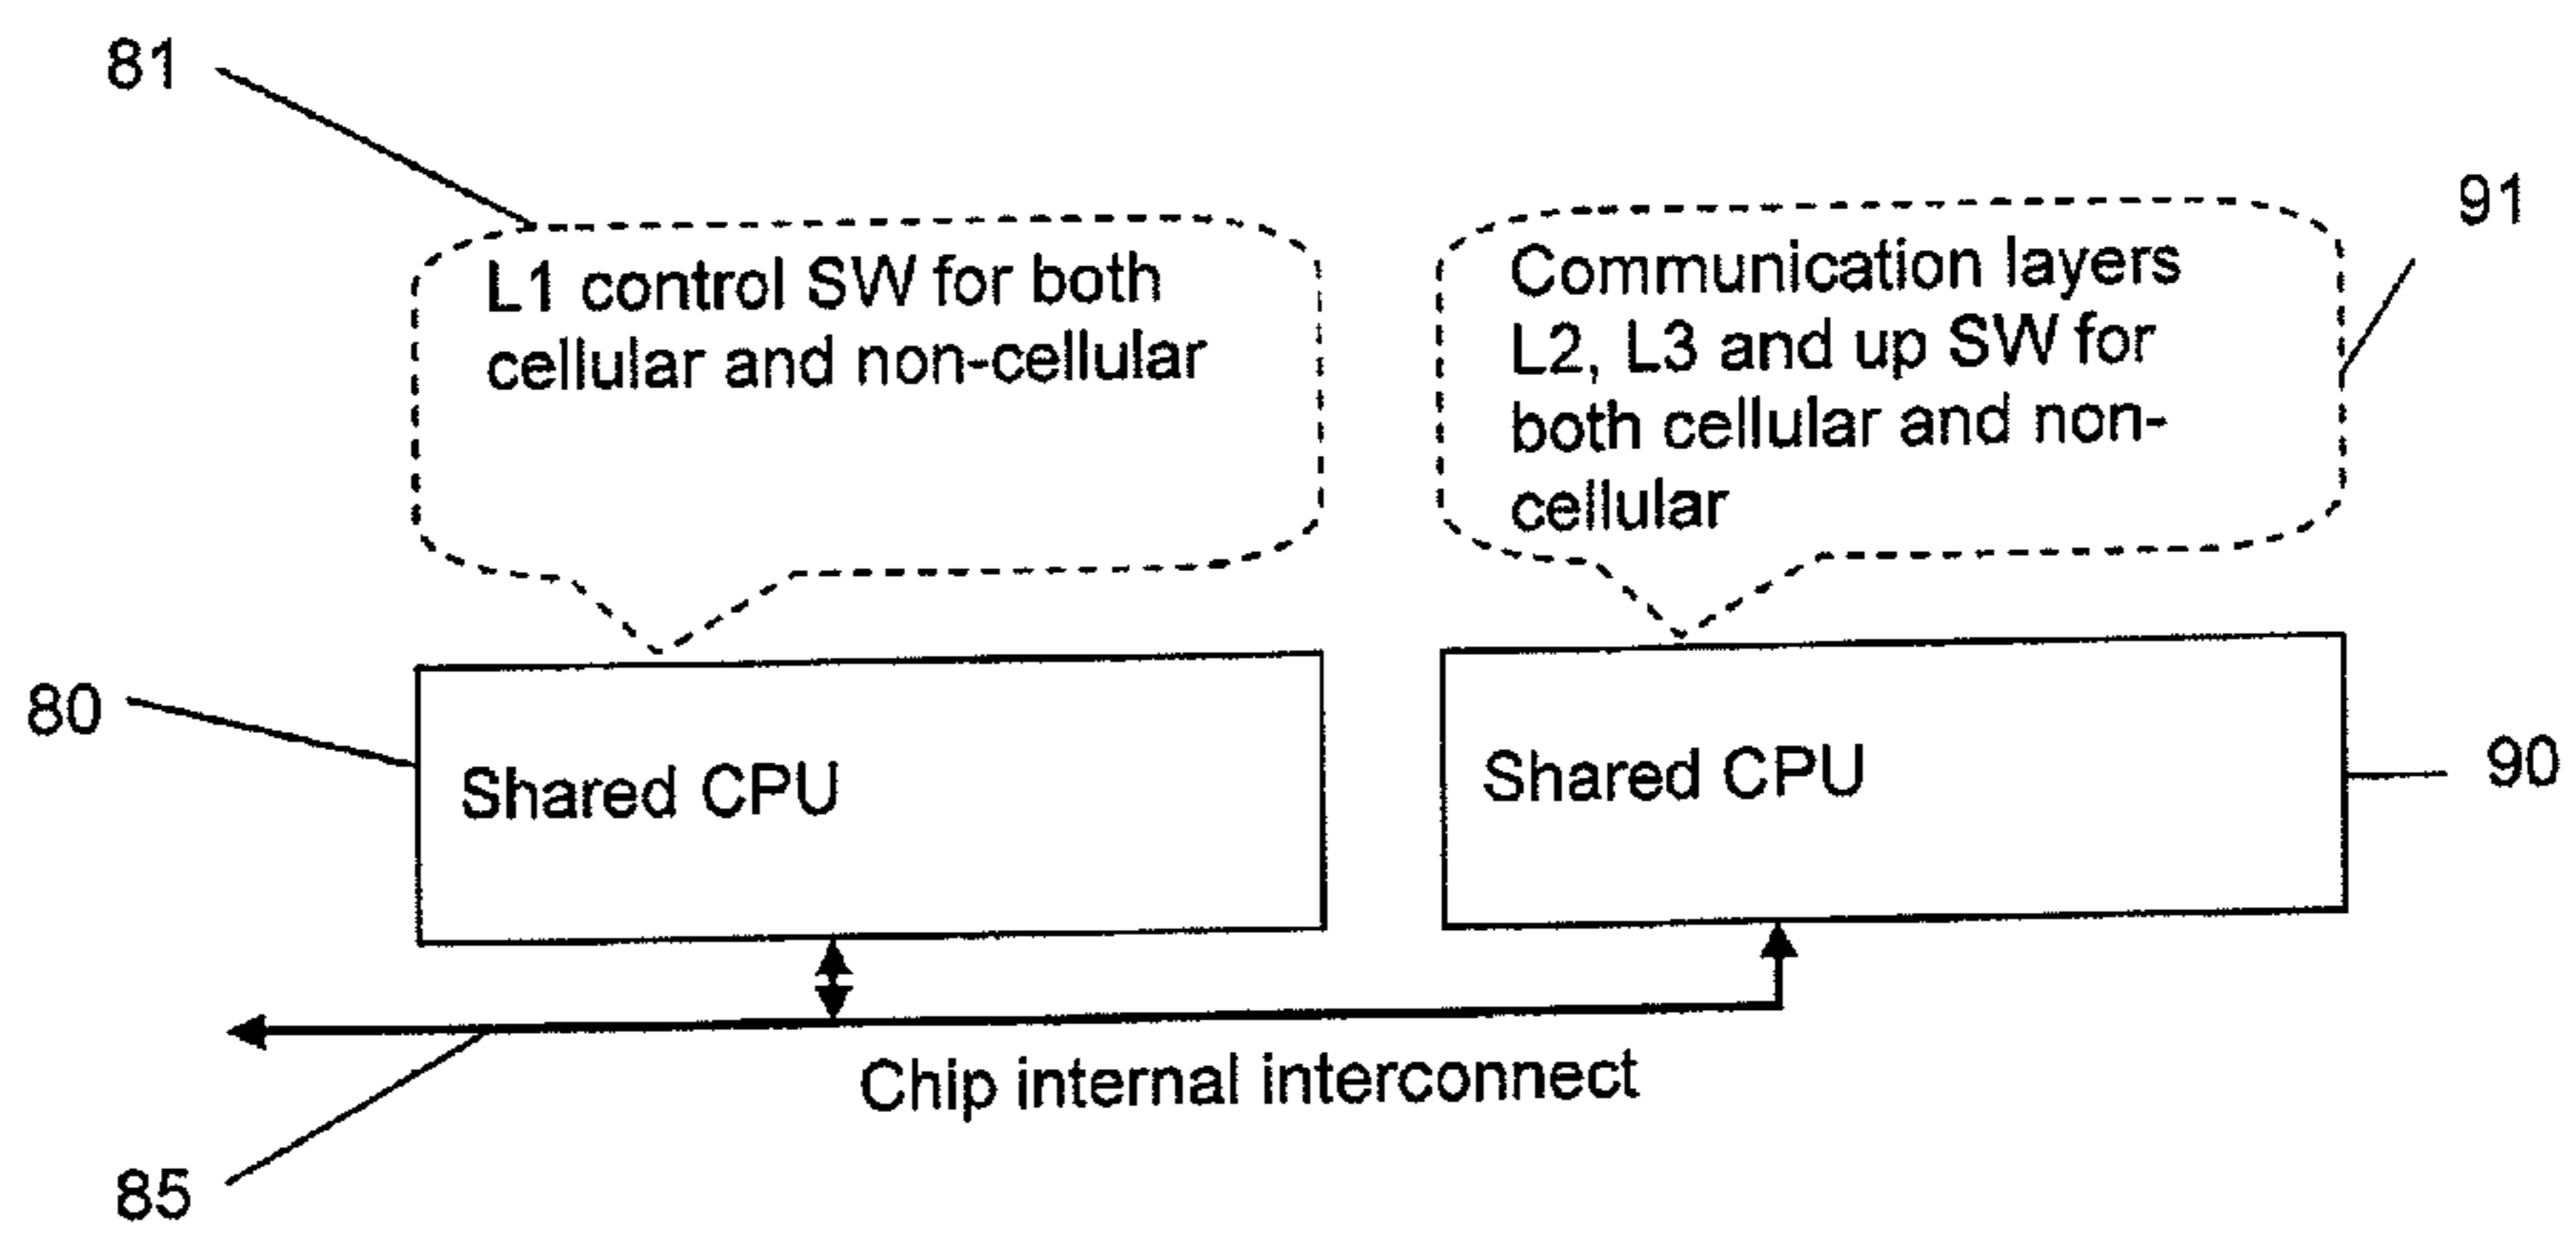 81
91
L1 control SW for both
cellular and non-cellular
Communication layers
L2, L3 and up SW for
both cellular and non-
cellular
80
Shared CPU
Shared CPU
90
Chip internal interconnect
85